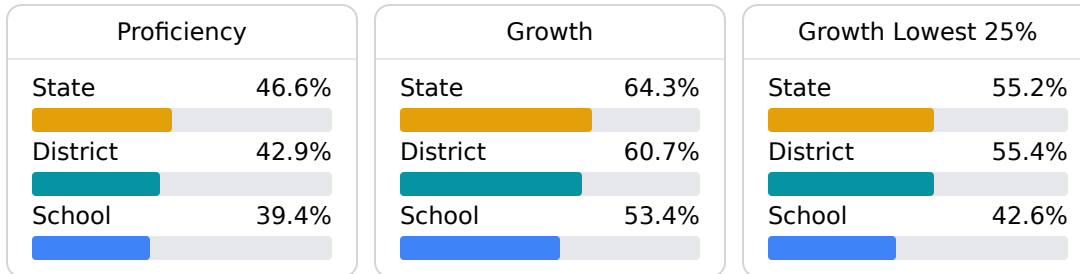 Proficiency
State 46.6%
District 42.9%
School 39.4%
Growth
State 64.3%
District 60.7%
School 53.4%
Growth Lowest 25%
State 55.2%
District 55.4%
School 42.6%